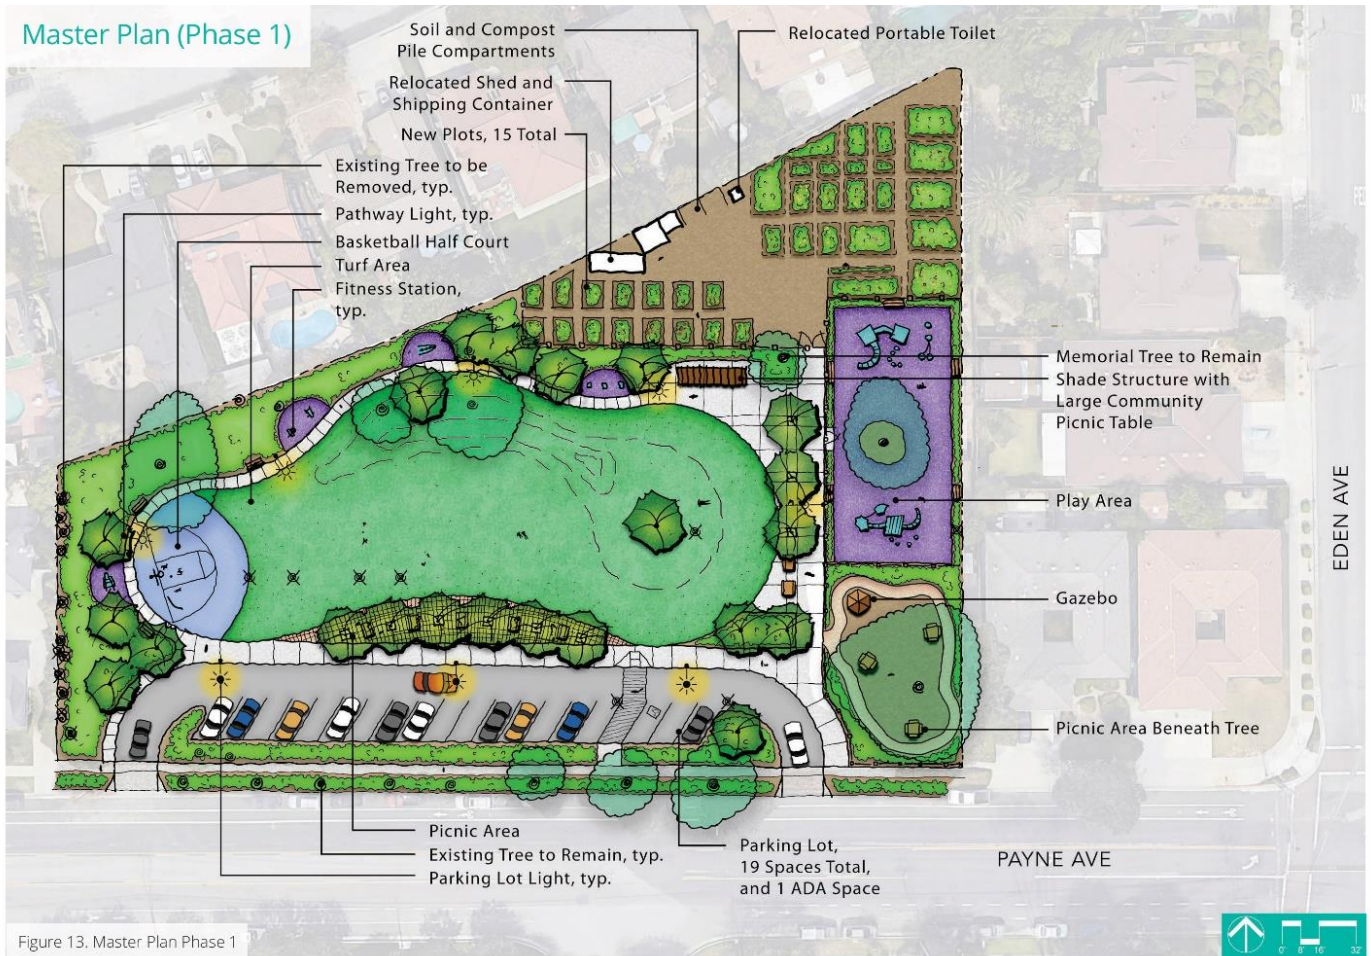 Master Plan (Phase 1)
Soil and Compost
Pile Compartments
Relocated Portable Toilet
Relocated Shed and
Shipping Container
New Plots, 15 Total
Existing Tree to be
Removed, typ.
Pathway Light, typ.
Basketball Half Court
Turf Area
Fitness Station,
typ.
Memorial Tree to Remain
Shade Structure with
Large Community
Picnic Table
Play Area
Gazebo
Picnic Area Beneath Tree
EDEN AVE
Picnic Area
Existing Tree to Remain, typ.
Parking Lot Light, typ.
Parking Lot,
19 Spaces Total,
and 1 ADA Space
PAYNE AVE
Figure 13. Master Plan Phase 1
0' 8' 16' 32'